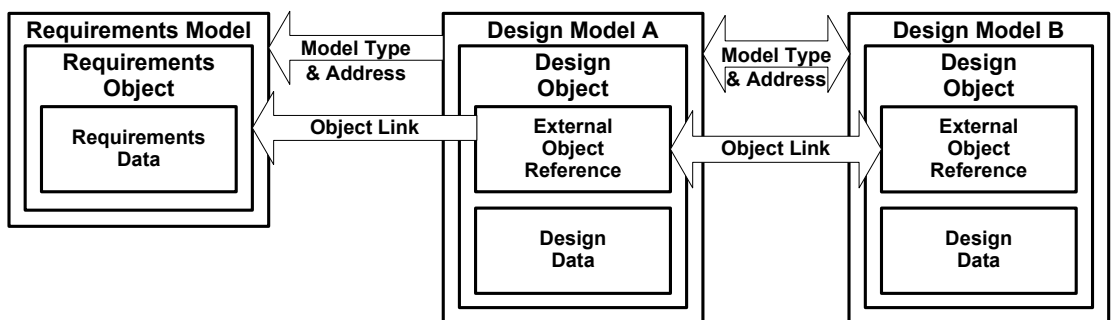 Requirements Model
Requirements
Object
Requirements
Data
Model Type
& Address
Object Link
Design Model A
Design
Object
External
Object
Reference
Design
Data
Model Type
& Address
Object Link
Design Model B
Design
Object
External
Object
Reference
Design
Data